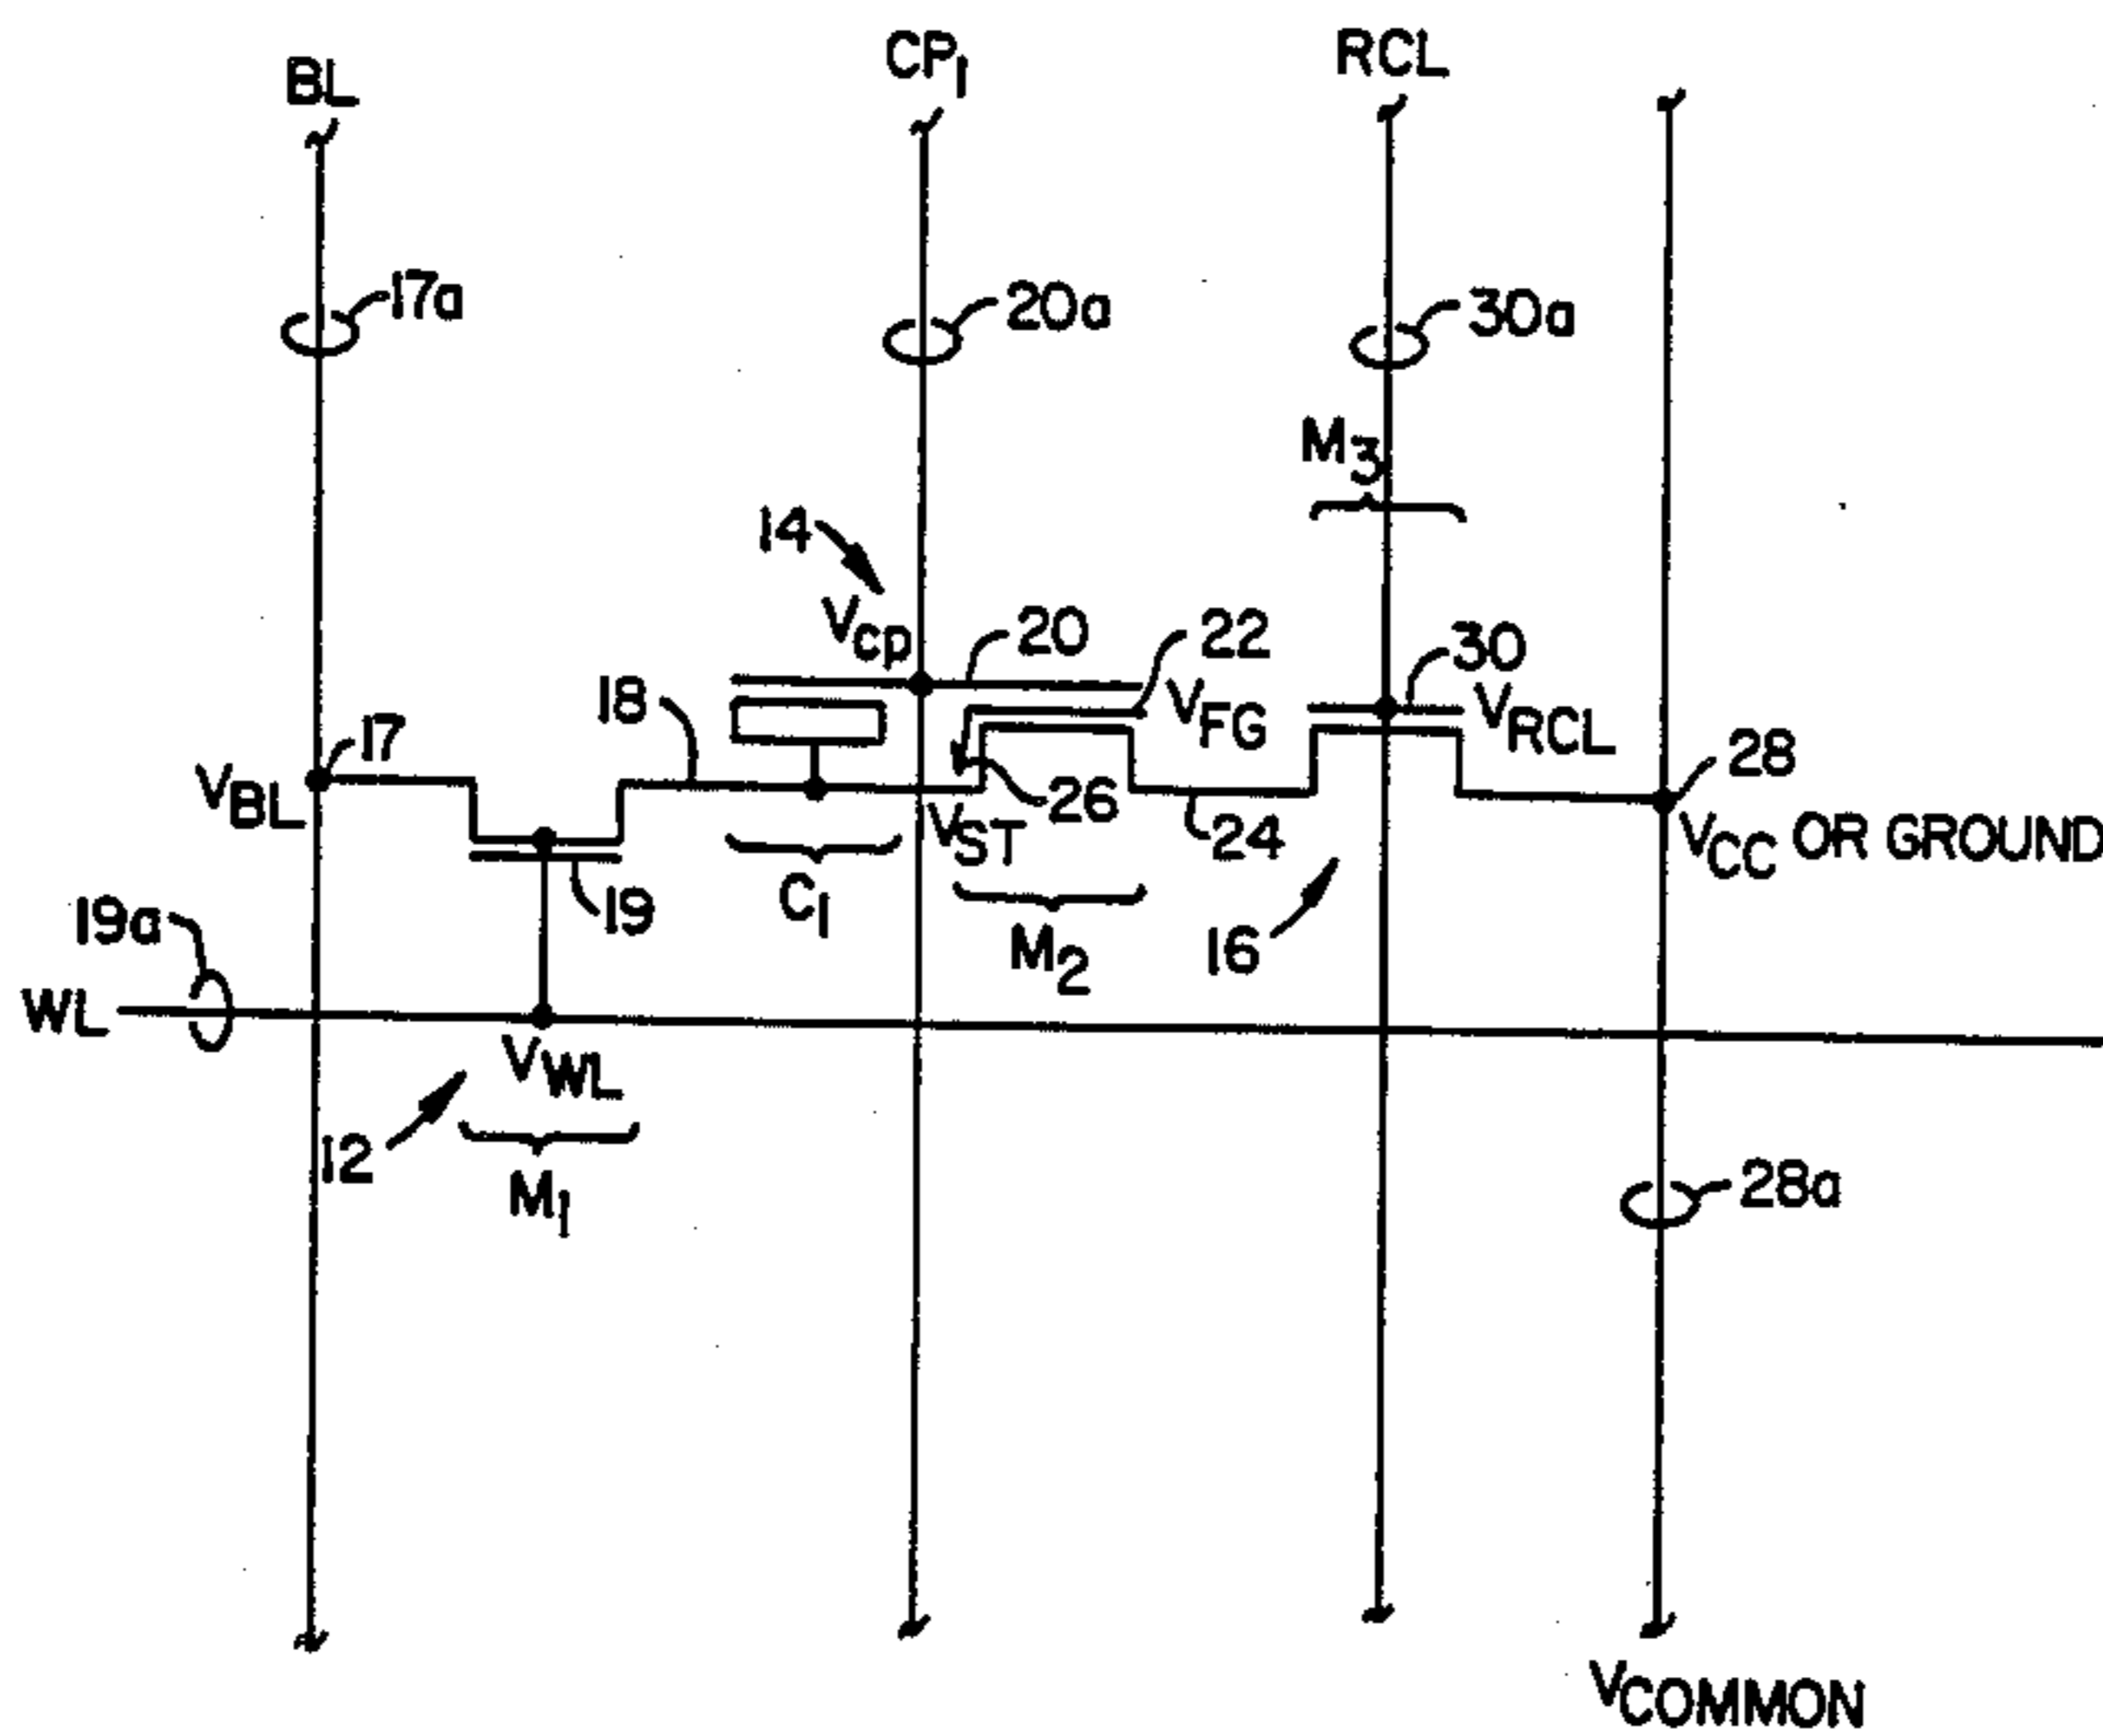 BL
CP1
RCL
17a
20a
30a
M3
14
Vcp
20
22
30
18
VFG
VRCL
17
28
VBL
26
VST
24
VCC OR GROUND
19a
19
C1
16
M2
WL
VWL
12
M1
28a
VCOMMON